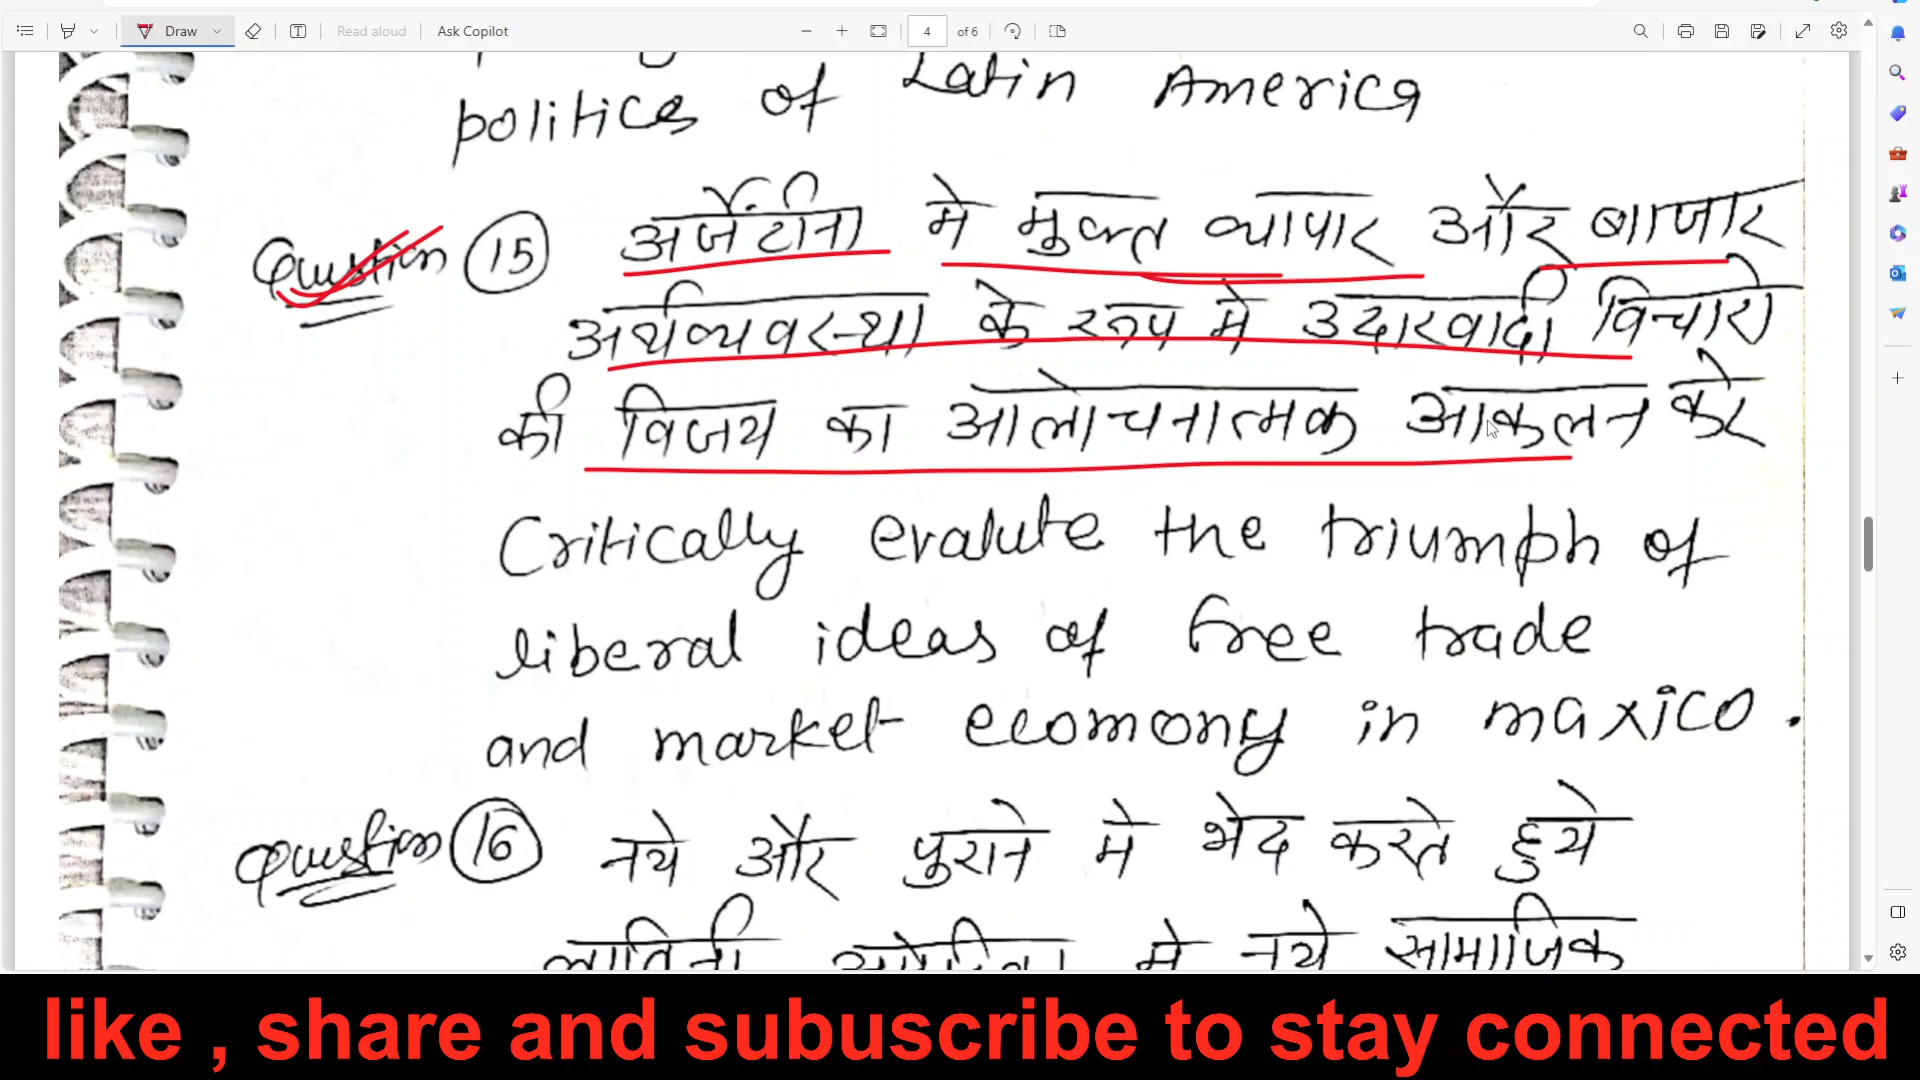 Draw
Read aloud
Ask Copilot
4
of 6
politics of Latin America
Question 15 अर्जेंटीना मे मुक्त व्यापार और बाजार
अर्थव्यवस्था के रूप मे उदारवादी विचारो
की विजय का आलोचनात्मक आकलन करे
Critically evalute the triumph of
liberal ideas of free trade
and market ecomony in maxico.
Question 16 नये और पुराने मे भेद करते हुये
लातिनी अमेरिका मे नये सामाजिक
like , share and subuscribe to stay connected